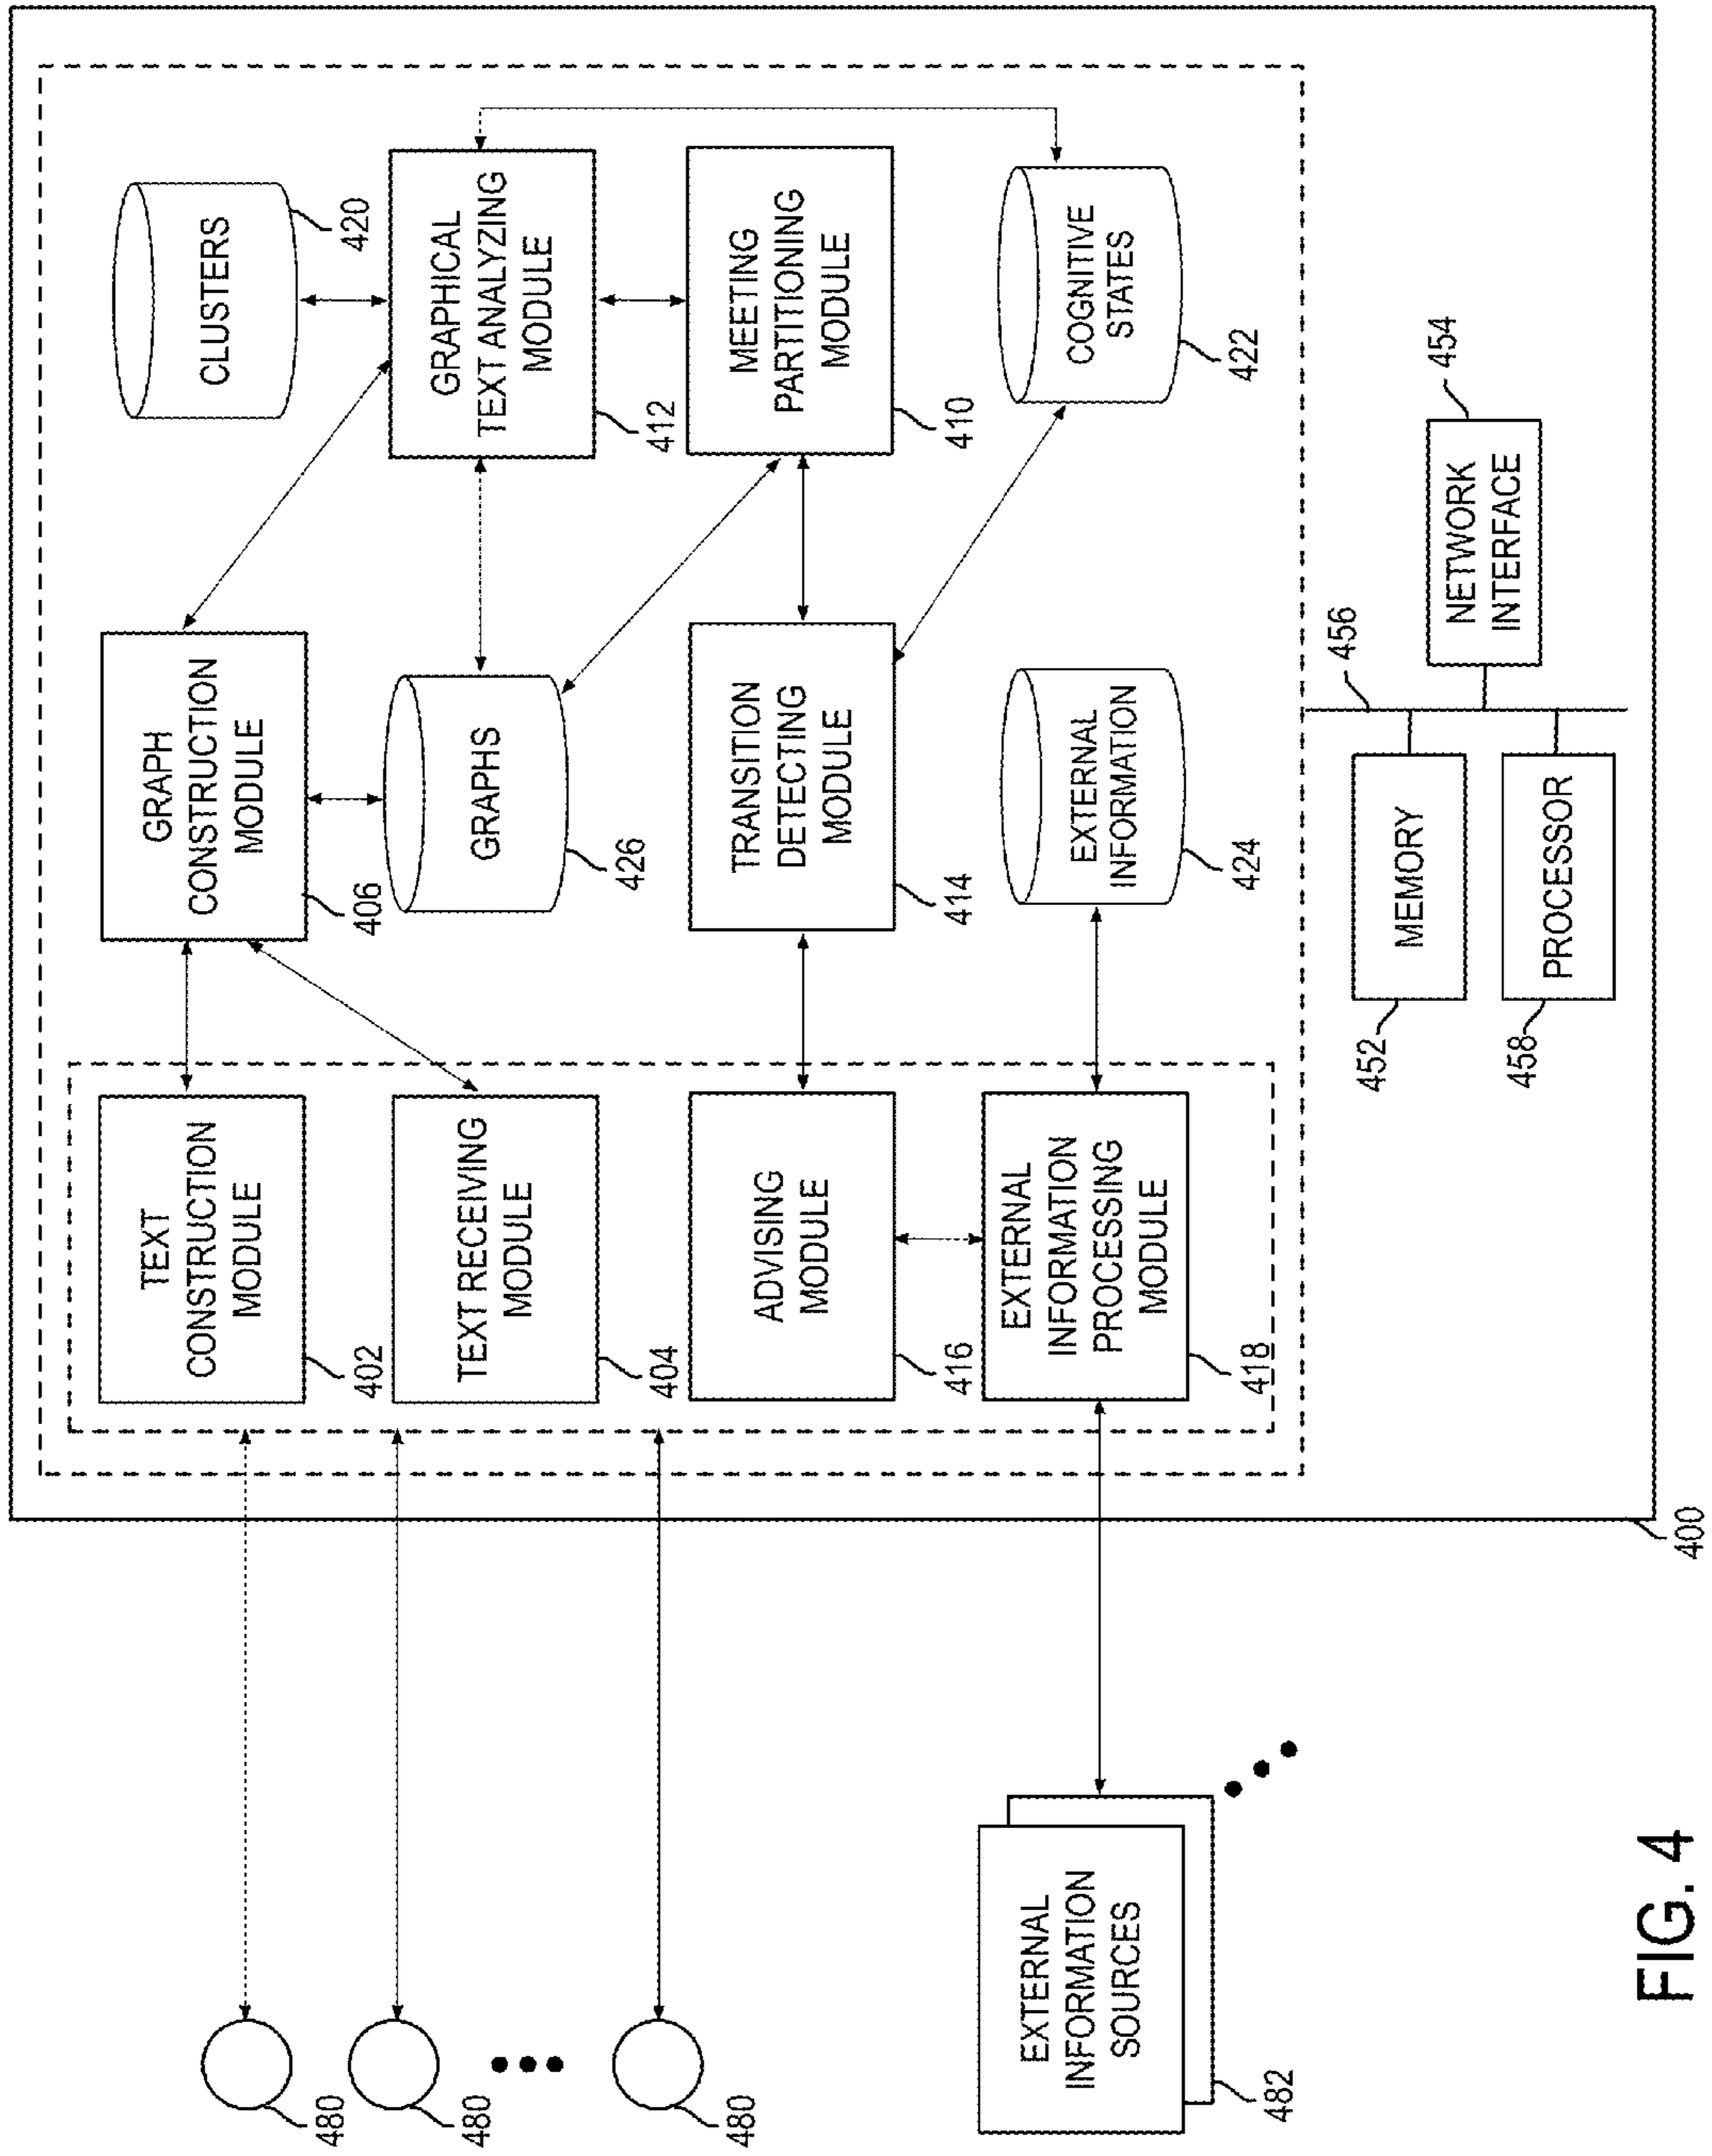 480
480
480
EXTERNAL
INFORMATION
SOURCES
482
TEXT
CONSTRUCTION
MODULE
402
TEXT RECEIVING
MODULE
404
ADVISING
MODULE
416
EXTERNAL
INFORMATION
PROCESSING
MODULE
418
GRAPH
CONSTRUCTION
MODULE
406
GRAPHS
426
TRANSITION
DETECTING
MODULE
414
EXTERNAL
INFORMATION
424
CLUSTERS
420
GRAPHICAL
TEXT ANALYZING
MODULE
412
MEETING
PARTITIONING
MODULE
410
COGNITIVE
STATES
422
MEMORY
452
456
NETWORK
INTERFACE
454
PROCESSOR
458
400
FIG. 4